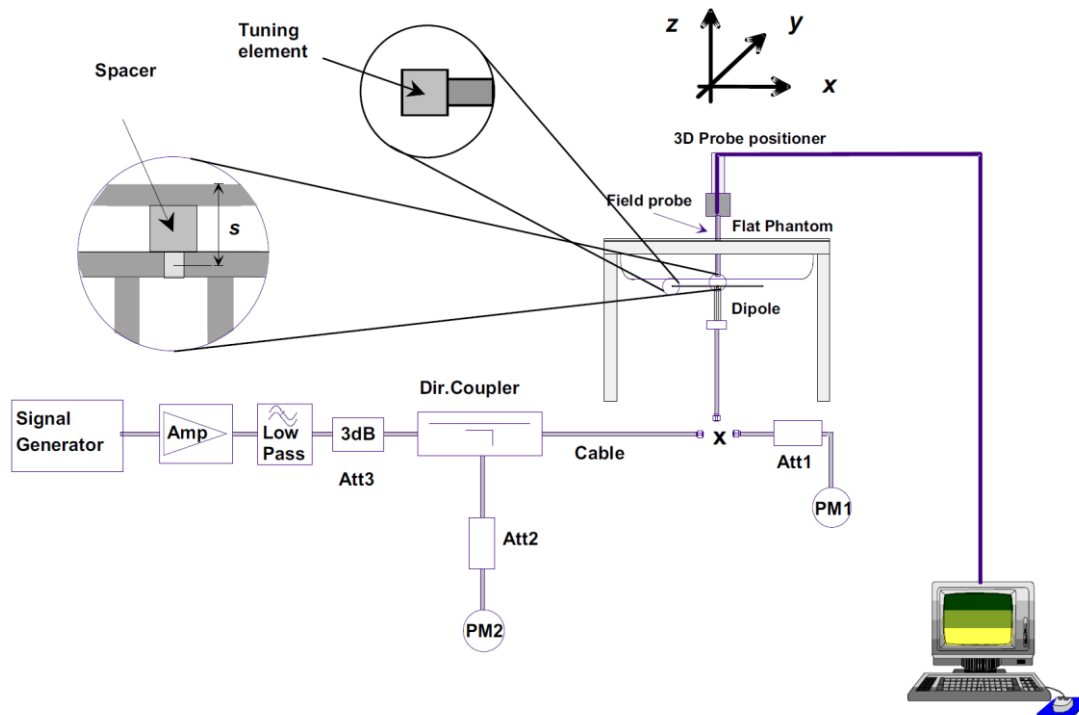 Tuning
element
z
y
x
Spacer
3D Probe positioner
Field probe
Flat Phantom
s
Dipole
Dir.Coupler
Signal
Generator
Amp
Low
Pass
3dB
Att3
Cable
x
Att1
PM1
Att2
PM2